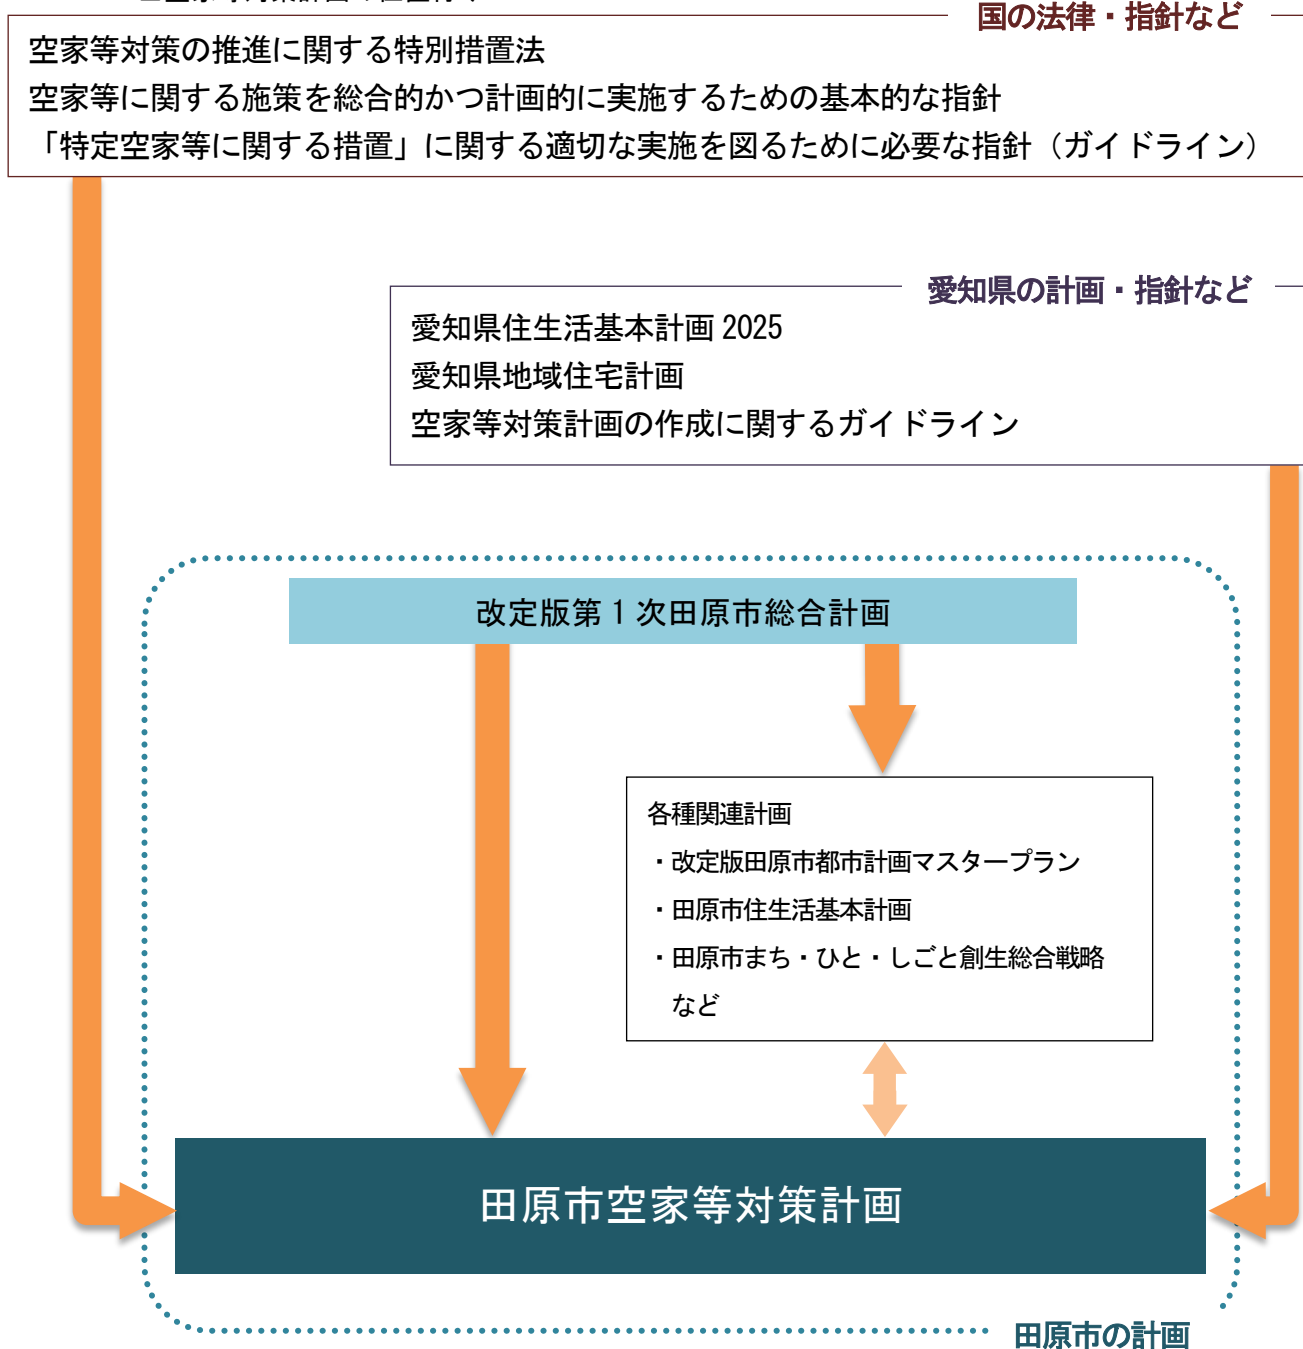 国の法律・指針など
空家等対策の推進に関する特別措置法
空家等に関する施策を総合的かつ計画的に実施するための基本的な指針
「特定空家等に関する措置」に関する適切な実施を図るために必要な指針（ガイドライン）
愛知県の計画・指針など
愛知県住生活基本計画 2025
愛知県地域住宅計画
空家等対策計画の作成に関するガイドライン
改定版第１次田原市総合計画
各種関連計画
・改定版田原市都市計画マスタープラン
・田原市住生活基本計画
・田原市まち・ひと・しごと創生総合戦略
など
田原市空家等対策計画
田原市の計画